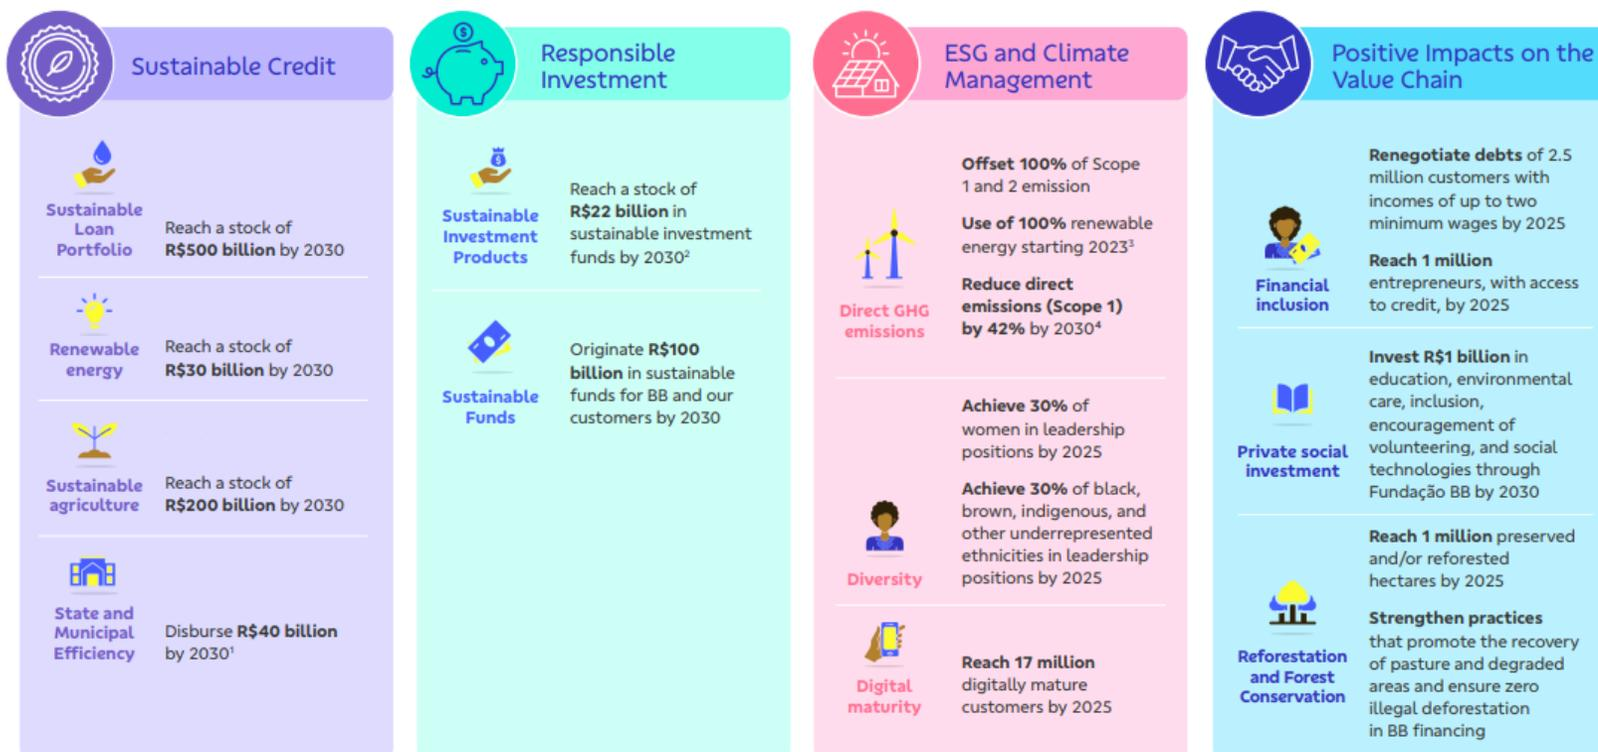 Sustainable Credit
Sustainable
Loan
Portfolio
Reach a stock of
R$500 billion by 2030
Renewable
energy
Reach a stock of
R$30 billion by 2030
Sustainable
agriculture
Reach a stock of
R$200 billion by 2030
State and
Municipal
Efficiency
Disburse R$40 billion
by 2030¹
Responsible
Investment
Sustainable
Investment
Products
Reach a stock of
R$22 billion in
sustainable investment
funds by 2030²
Sustainable
Funds
Originate R$100
billion in sustainable
funds for BB and our
customers by 2030
ESG and Climate
Management
Direct GHG
emissions
Offset 100% of Scope
1 and 2 emission
Use of 100% renewable
energy starting 2023³
Reduce direct
emissions (Scope 1)
by 42% by 2030⁴
Diversity
Achieve 30% of
women in leadership
positions by 2025
Achieve 30% of black,
brown, indigenous, and
other underrepresented
ethnicities in leadership
positions by 2025
Digital
maturity
Reach 17 million
digitally mature
customers by 2025
Positive Impacts on the
Value Chain
Financial
inclusion
Renegotiate debts of 2.5
million customers with
incomes of up to two
minimum wages by 2025
Reach 1 million
entrepreneurs, with access
to credit, by 2025
Private social
investment
Invest R$1 billion in
education, environmental
care, inclusion,
encouragement of
volunteering, and social
technologies through
Fundação BB by 2030
Reforestation
and Forest
Conservation
Reach 1 million preserved
and/or reforested
hectares by 2025
Strengthen practices
that promote the recovery
of pasture and degraded
areas and ensure zero
illegal deforestation
in BB financing